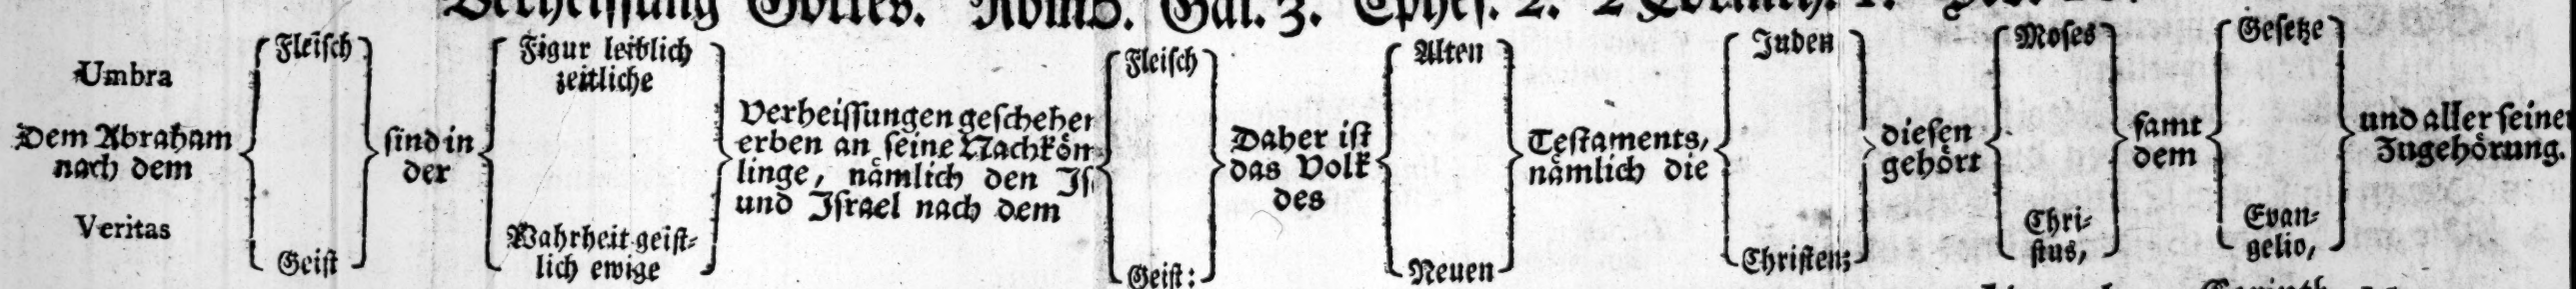 Verheissung Gottes. Röm. Gal. 3. Ephes. 2.
Umbra
Dem Abraham
nach dem
Veritas
Fleisch
Geist
sind in
der
Figur leiblich
zeitliche
Wahrheit geist-
lich ewige
Verheissungen geschehen
erben an seine Nachköm-
linge, nämlich den
und Israel nach dem
Fleisch
Geist:
Daher ist
das Volk
des
Alten
Neuen
Testaments,
nämlich die
Juden
Christen;
diesen
gehört
Moses
Chri-
stus,
samt
dem
Gesetze
Evan-
gelio,
und aller seiner
Zugehörung.